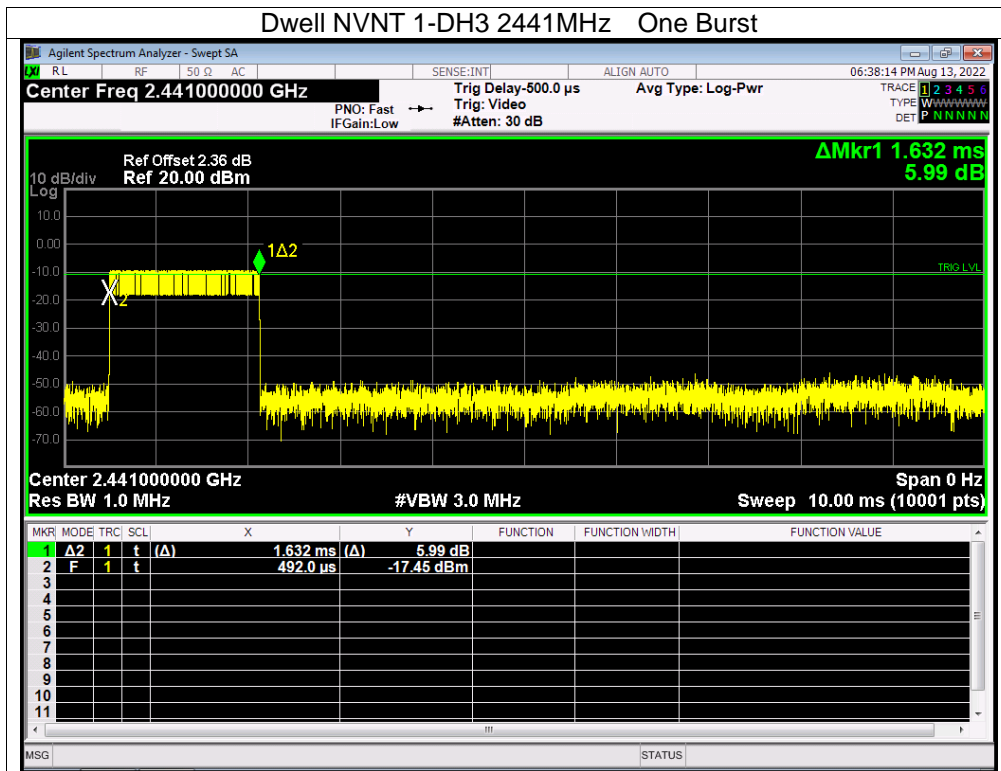 Dwell NVNT 1-DH3 2441MHz One Burst
Agilent Spectrum Analyzer - Swept SA
LXI RL RF 50 Ω AC SENSE:INT ALIGN AUTO 06:38:14 PM Aug 13, 2022
Center Freq 2.441000000 GHz Trig Delay-500.0 µs Avg Type: Log-Pwr TRACE 1 2 3 4 5 6
PNO: Fast Trig: Video TYPE WWWWWW
IFGain:Low #Atten: 30 dB DET P N N N N N
ΔMkr1 1.632 ms
Ref Offset 2.36 dB
10 dB/div Ref 20.00 dBm 5.99 dB
Log
10.0
0.00
1Δ2
-10.0
TRIG LVL
X2
-20.0
-30.0
-40.0
-50.0
-60.0
-70.0
Center 2.441000000 GHz Span 0 Hz
Res BW 1.0 MHz #VBW 3.0 MHz Sweep 10.00 ms (10001 pts)
MKR MODE TRC SCL X Y FUNCTION FUNCTION WIDTH FUNCTION VALUE
1 Δ2 1 t (Δ) 1.632 ms (Δ) 5.99 dB
2 F 1 t 492.0 µs -17.45 dBm
3
4
5
6
7
8
9
10
11
MSG STATUS